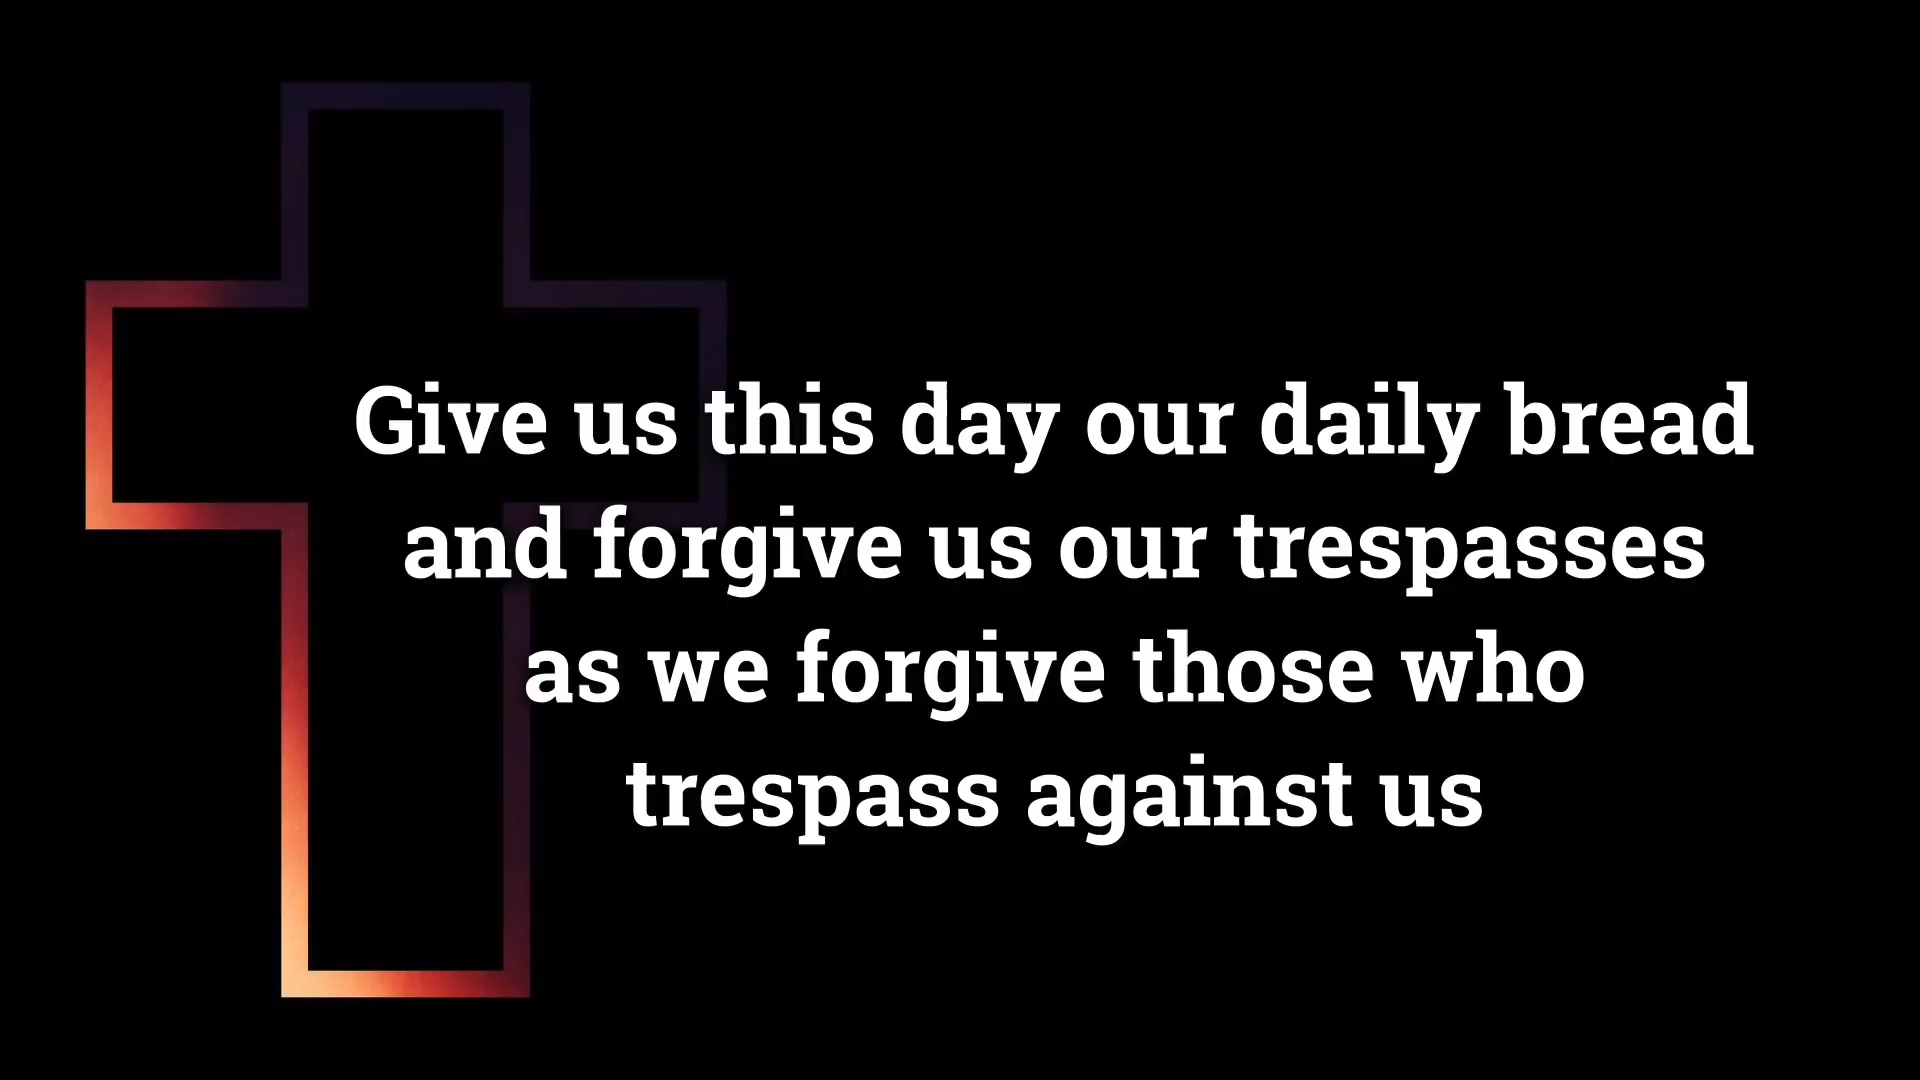 Give us this day our daily bread
and forgive us our trespasses
as we forgive those who
trespass against us